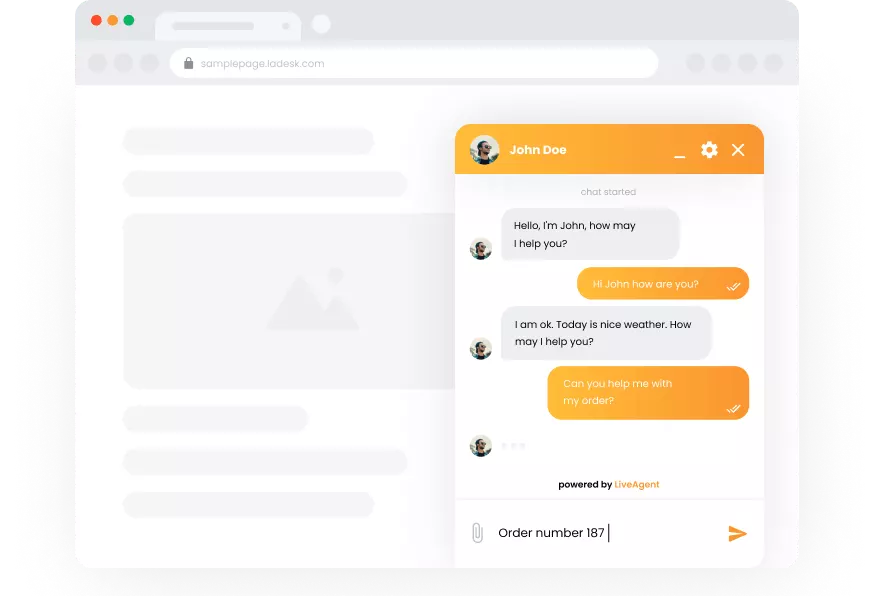 samplepage.ladesk.com
John Doe
chat started
Hello, I'm John, how may
I help you?
Hi John how are you?
I am ok. Today is nice weather. How
may I help you?
Can you help me with
my order?
powered by LiveAgent
Order number 187